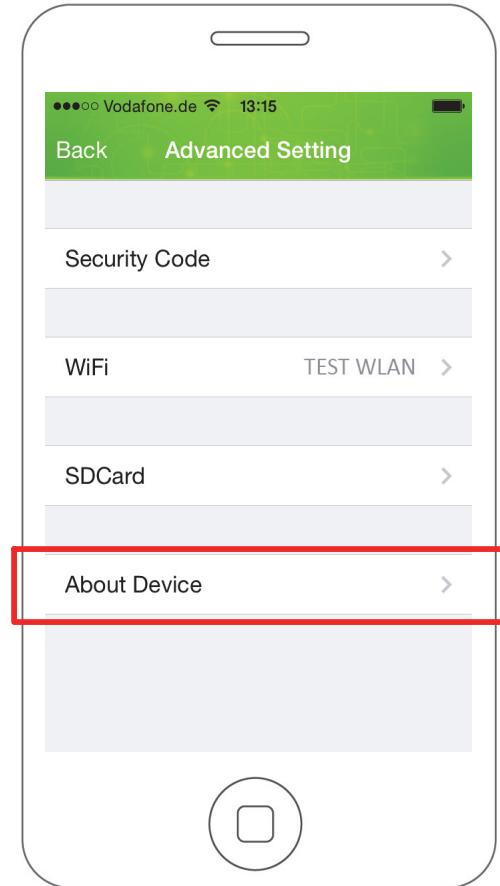 Vodafone.de 13:15
Back Advanced Setting
Security Code
WiFi TEST WLAN
SDCard
About Device